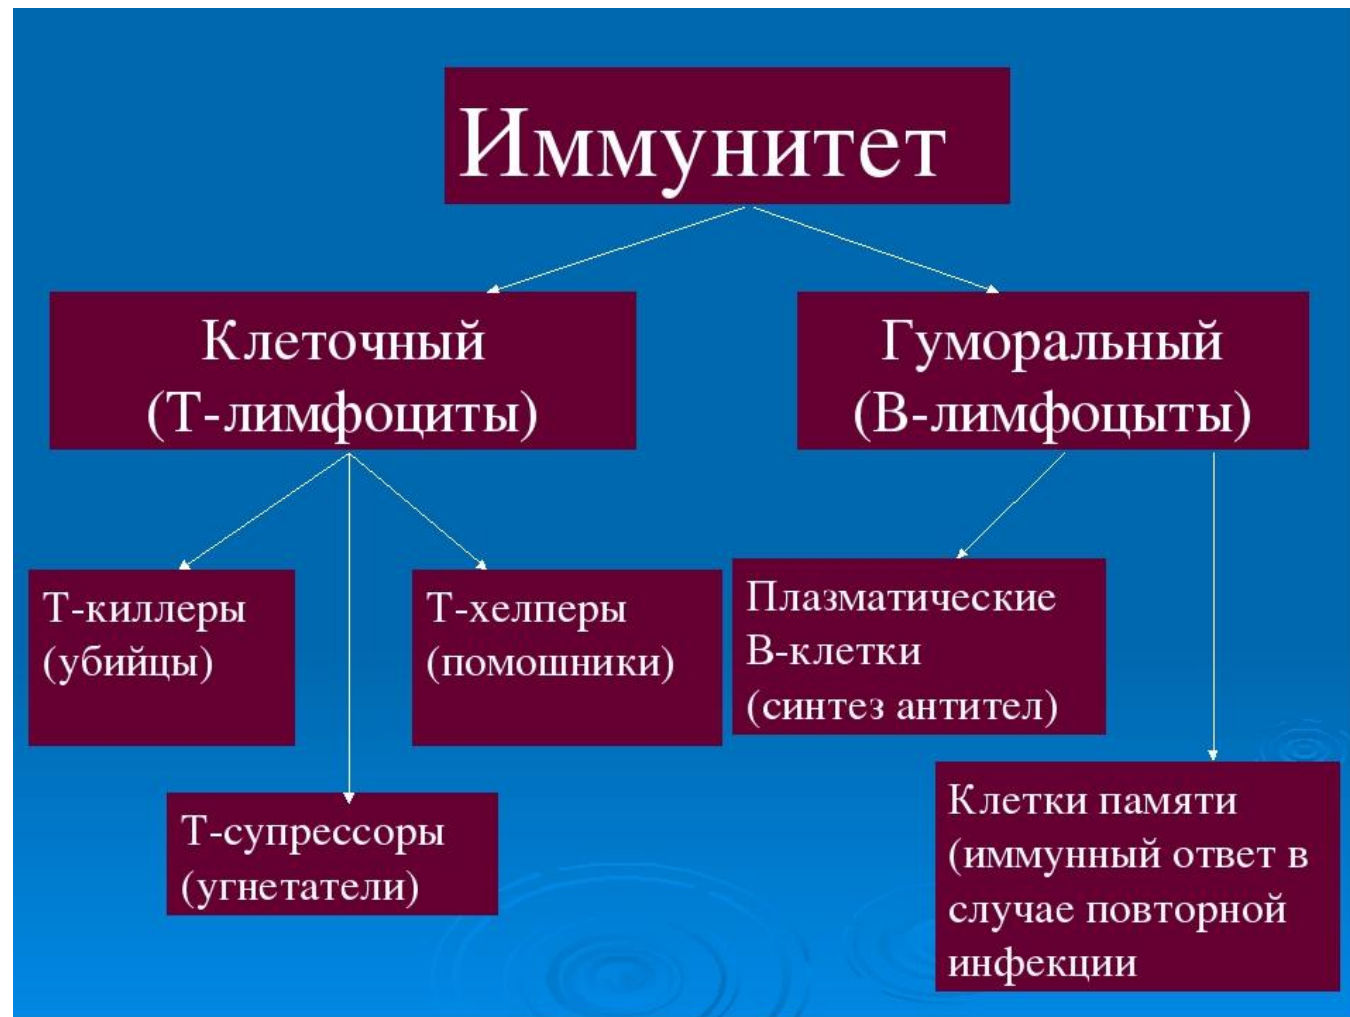 Иммунитет
Клеточный
(Т-лимфоциты)
Гуморальный
(В-лимфоцыты)
Т-киллеры
(убийцы)
Т-хелперы
(помошники)
Плазматические
В-клетки
(синтез антител)
Т-супрессоры
(угнетатели)
Клетки памяти
(иммунный ответ в
случае повторной
инфекции